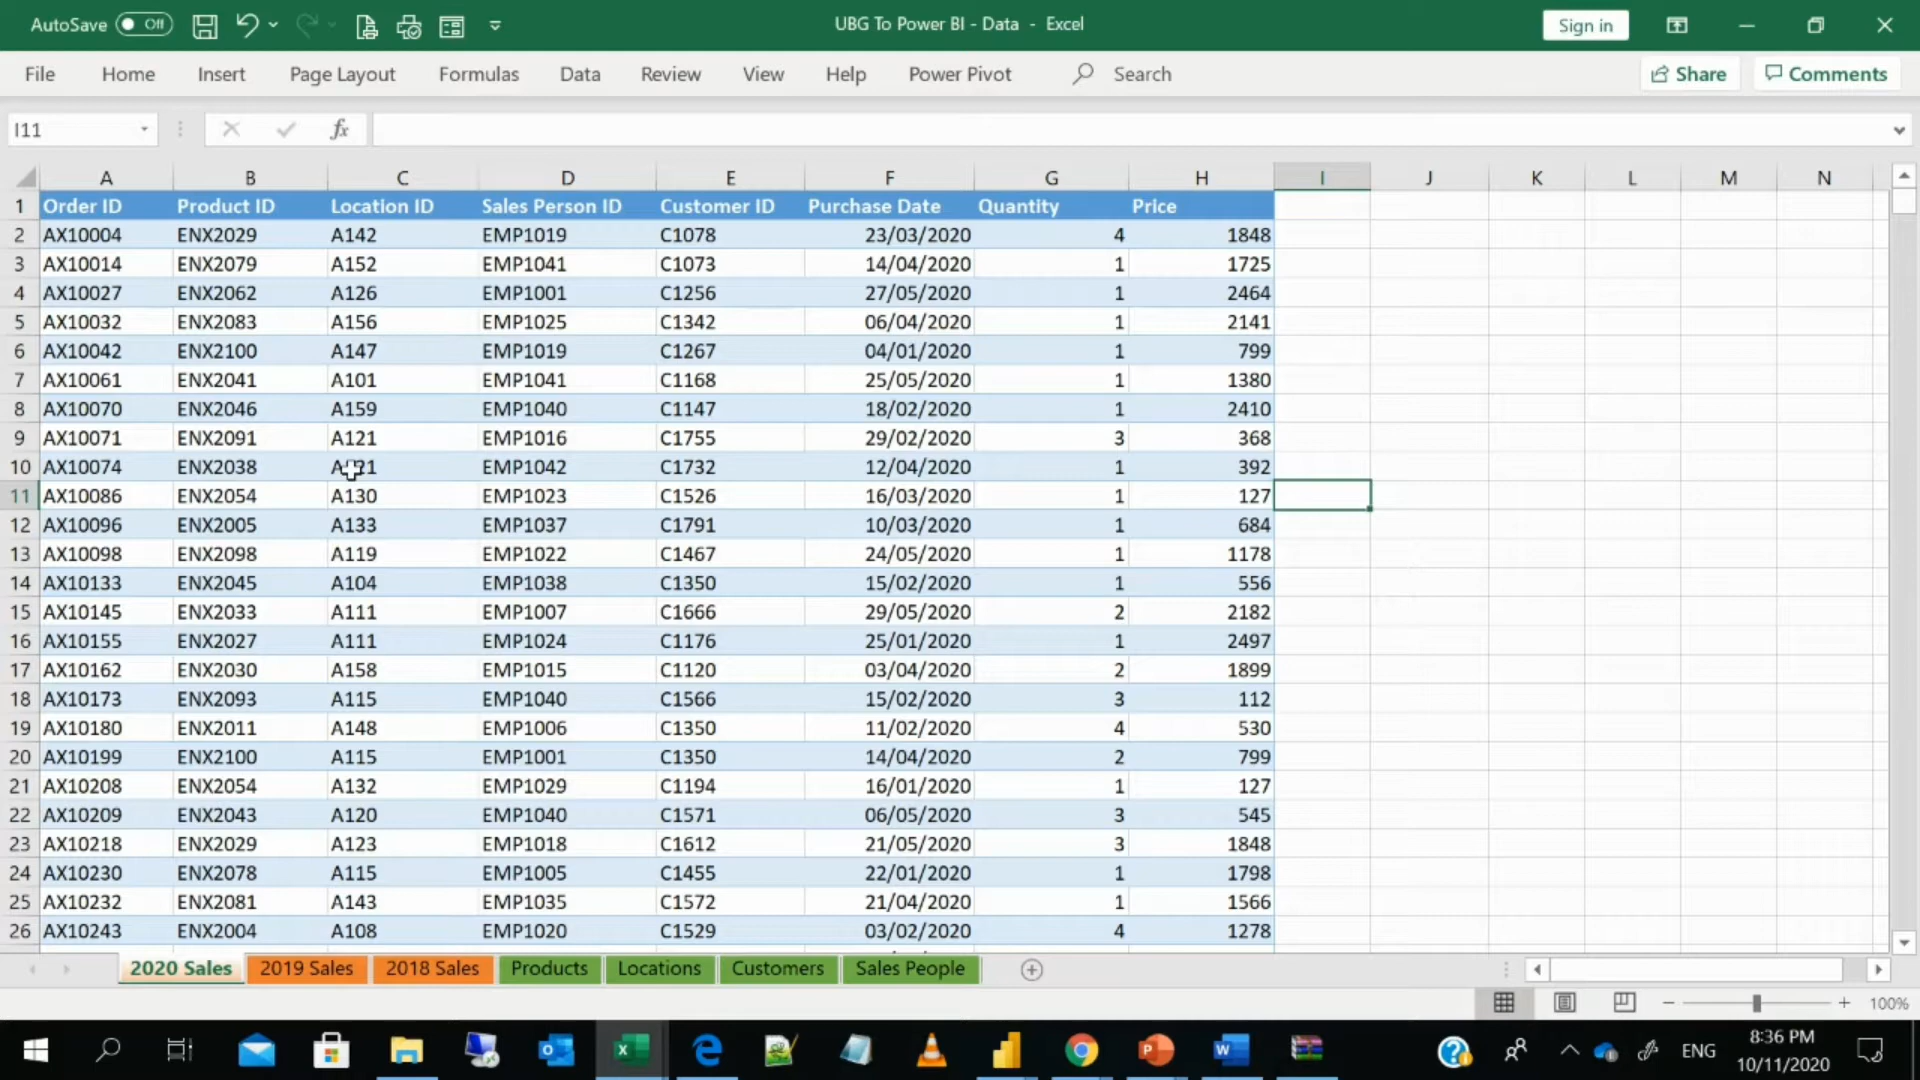 AutoSave Off UBG To Power BI - Data - Excel Sign in
File Home Insert Page Layout Formulas Data Review View Help Power Pivot Search Share Comments
I11 fx
A B C D E F G H I J K L M N
1 Order ID Product ID Location ID Sales Person ID Customer ID Purchase Date Quantity Price
2 AX10004 ENX2029 A142 EMP1019 C1078 23/03/2020 4 1848
3 AX10014 ENX2079 A152 EMP1041 C1073 14/04/2020 1 1725
4 AX10027 ENX2062 A126 EMP1001 C1256 27/05/2020 1 2464
5 AX10032 ENX2083 A156 EMP1025 C1342 06/04/2020 1 2141
6 AX10042 ENX2100 A147 EMP1019 C1267 04/01/2020 1 799
7 AX10061 ENX2041 A101 EMP1041 C1168 25/05/2020 1 1380
8 AX10070 ENX2046 A159 EMP1040 C1147 18/02/2020 1 2410
9 AX10071 ENX2091 A121 EMP1016 C1755 29/02/2020 3 368
10 AX10074 ENX2038 EMP1042 C1732 12/04/2020 1 392
11 AX10086 ENX2054 A130 EMP1023 C1526 16/03/2020 1 127
12 AX10096 ENX2005 A133 EMP1037 C1791 10/03/2020 1 684
13 AX10098 ENX2098 A119 EMP1022 C1467 24/05/2020 1 1178
14 AX10133 ENX2045 A104 EMP1038 C1350 15/02/2020 1 556
15 AX10145 ENX2033 A111 EMP1007 C1666 29/05/2020 2 2182
16 AX10155 ENX2027 A111 EMP1024 C1176 25/01/2020 1 2497
17 AX10162 ENX2030 A158 EMP1015 C1120 03/04/2020 2 1899
18 AX10173 ENX2093 A115 EMP1040 C1566 15/02/2020 3 112
19 AX10180 ENX2011 A148 EMP1006 C1350 11/02/2020 4 530
20 AX10199 ENX2100 A115 EMP1001 C1350 14/04/2020 2 799
21 AX10208 ENX2054 A132 EMP1029 C1194 16/01/2020 1 127
22 AX10209 ENX2043 A120 EMP1040 C1571 06/05/2020 3 545
23 AX10218 ENX2029 A123 EMP1018 C1612 21/05/2020 3 1848
24 AX10230 ENX2078 A115 EMP1005 C1455 22/01/2020 1 1798
25 AX10232 ENX2081 A143 EMP1035 C1572 21/04/2020 1 1566
26 AX10243 ENX2004 A108 EMP1020 C1529 03/02/2020 4 1278
2020 Sales 2019 Sales 2018 Sales Products Locations Customers Sales People
100%
ENG 8:36 PM
10/11/2020